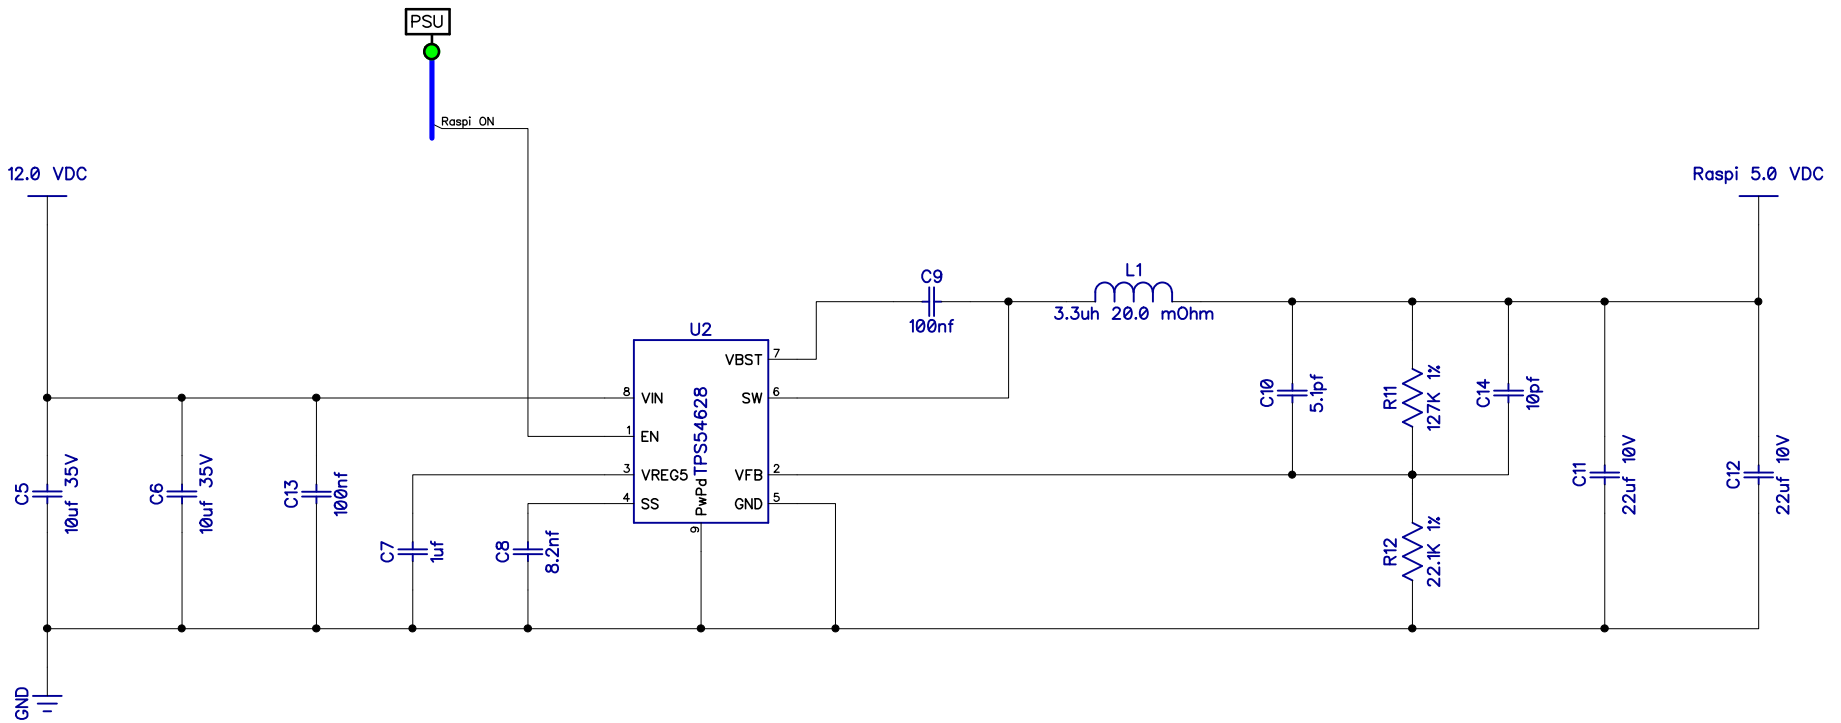 PSU
Raspi ON
12.0 VDC
Raspi 5.0 VDC
C9
100nf
L1
3.3uh 20.0 mOhm
U2
TPS54628
VBST 7
8 VIN
SW 6
1 EN
3 VREG5
VFB 2
4 SS
GND 5
PwPd
9
C5
10uf 35V
C6
10uf 35V
C13
100nf
C7
1uf
C8
8.2nf
C10
5.1pf
R11
127K 1%
C14
10pf
R12
22.1K 1%
C11
22uf 10V
C12
22uf 10V
GND